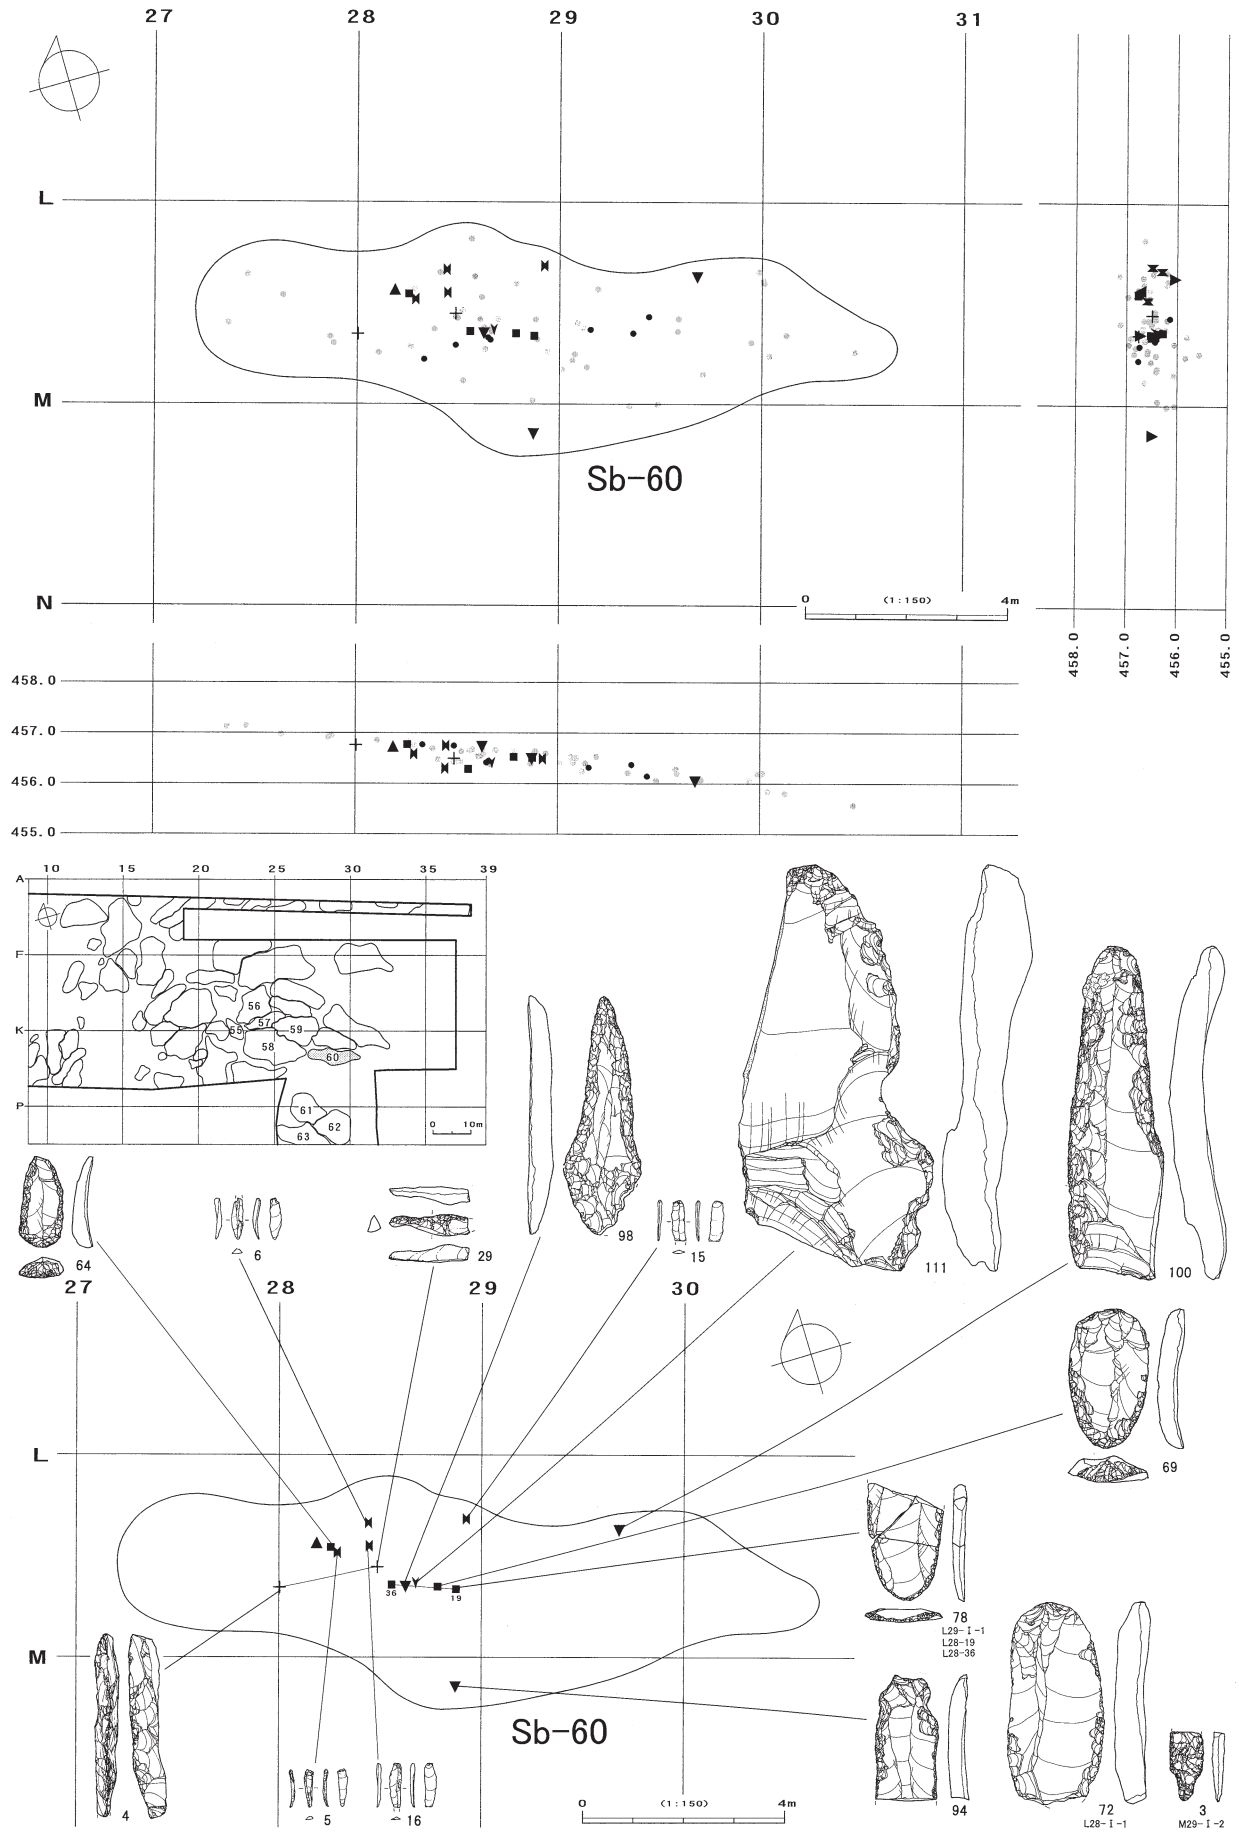 27 28 29 30 31
L
M
Sb-60
N
0 (1:150) 4m
458.0 457.0 456.0 455.0
458.0
457.0
456.0
455.0
10 15 20 25 30 35 39
A
F
56
K 55 57 59
58 60
P 61
62
63
0 10m
98
64 6 29 15 111 100
27 28 29 30
69
L
36 19
78
L29-I-1
L28-19
L28-36
M
Sb-60
4 5 16
0 (1:150) 4m
94 72 3
L28-I-1 M29-I-2